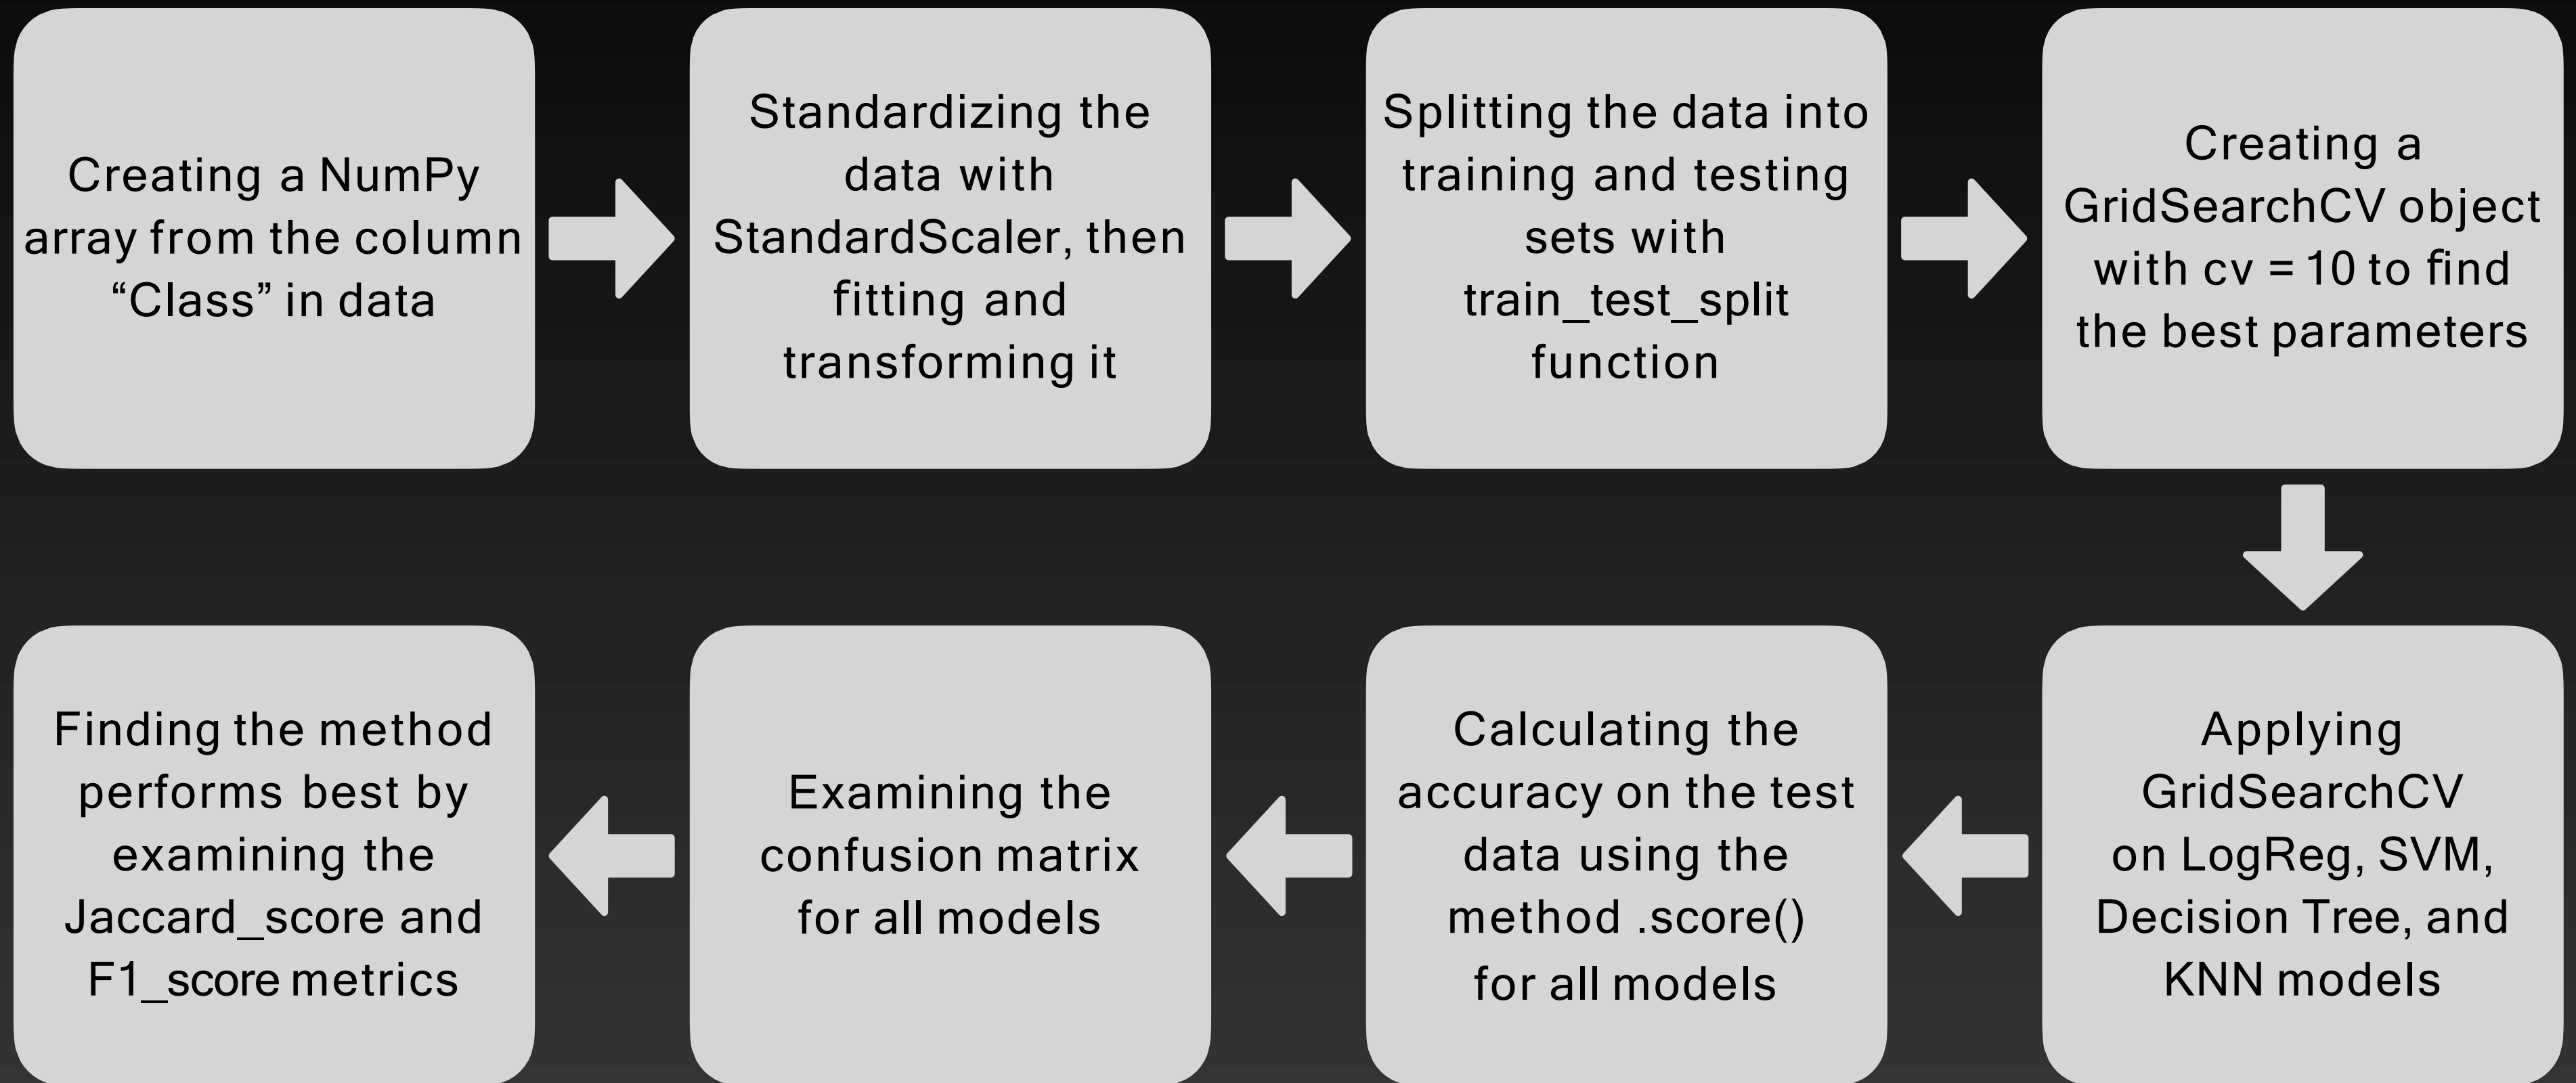 Creating a NumPy
array from the column
“Class” in data
Standardizing the
data with
StandardScaler, then
fitting and
transforming it
Splitting the data into
training and testing
sets with
train_test_split
function
Creating a
GridSearchCV object
with cv = 10 to find
the best parameters
Applying
GridSearchCV
on LogReg, SVM,
Decision Tree, and
KNN models
Calculating the
accuracy on the test
data using the
method .score()
for all models
Examining the
confusion matrix
for all models
Finding the method
performs best by
examining the
Jaccard_score and
F1_score metrics